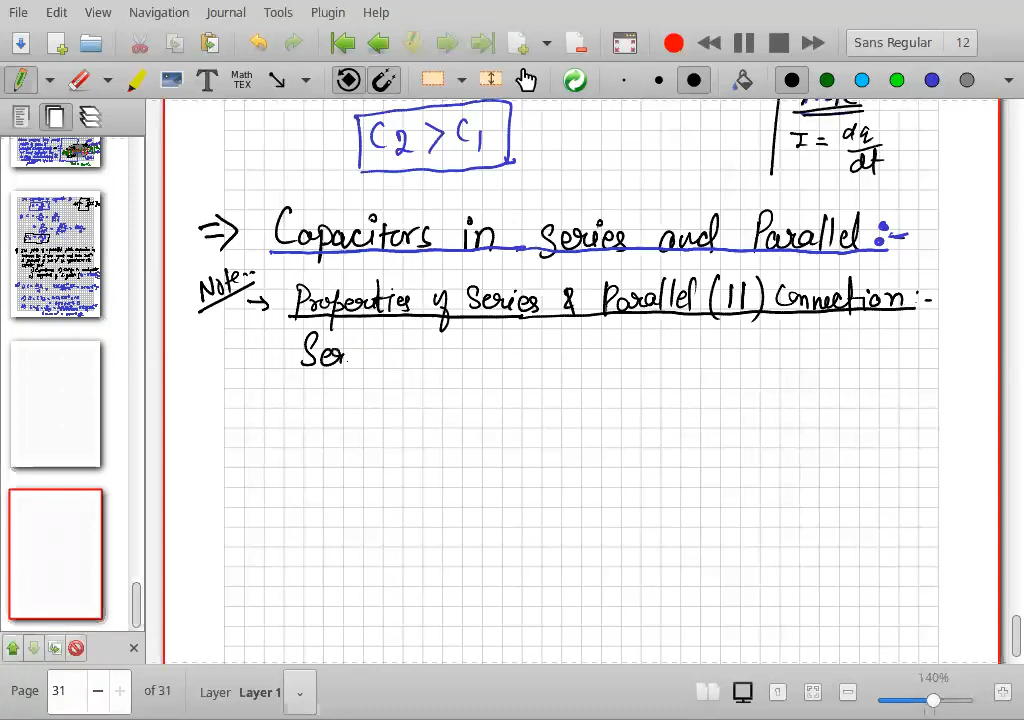 File Edit View Navigation Journal Tools Plugin Help
Sans Regular 12
Math
TEX
C2 > C1
I = dq
dt
=> Capacitors in series and Parallel :-
Note:-
→ Properties of Series & Parallel (11) Connection :-
Ser
Page 31 of 31 Layer Layer 1
140%